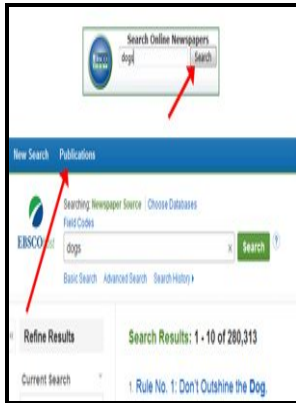 Search Online Newspapers
dogs Search
New Search Publications
Searching: Newspaper Source Choose Databases
Field Codes
EBSCO
dogs × Search ?
Basic Search Advanced Search Search History
« Refine Results Search Results: 1 - 10 of 280,313
Current Search 1 Rule No. 1: Don't Outshine the Dog.